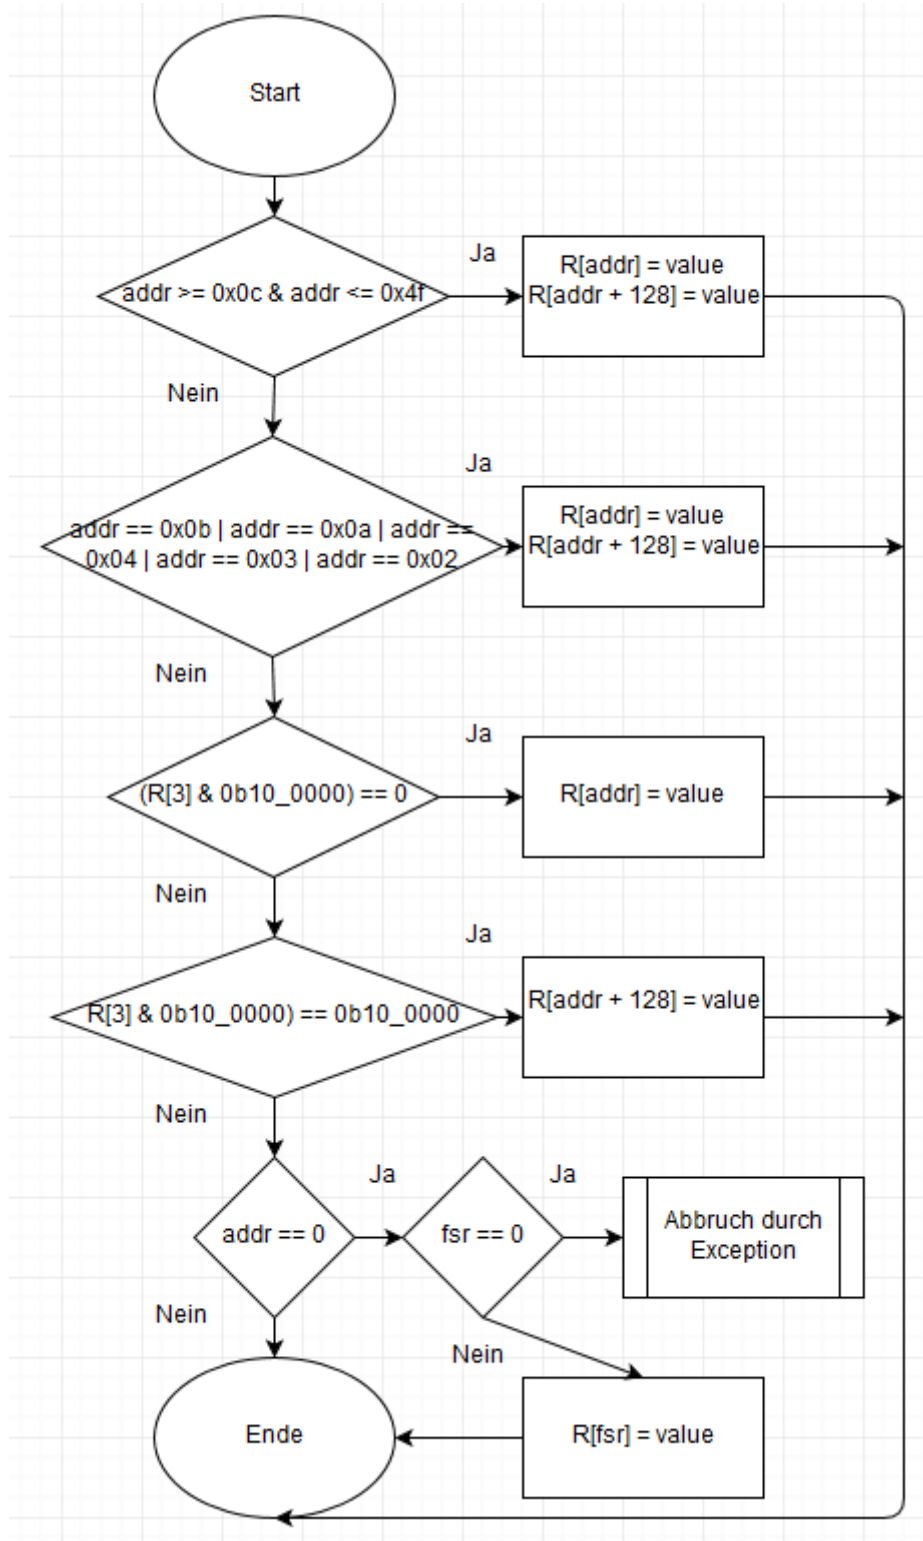 Start
addr >= 0x0c & addr <= 0x4f
Ja
R[addr] = value
R[addr + 128] = value
Nein
addr == 0x0b | addr == 0x0a | addr ==
0x04 | addr == 0x03 | addr == 0x02
Ja
R[addr] = value
R[addr + 128] = value
Nein
(R[3] & 0b10_0000) == 0
Ja
R[addr] = value
Nein
R[3] & 0b10_0000) == 0b10_0000
Ja
R[addr + 128] = value
Nein
addr == 0
Ja
fsr == 0
Ja
Abbruch durch
Exception
Nein
Nein
R[fsr] = value
Ende